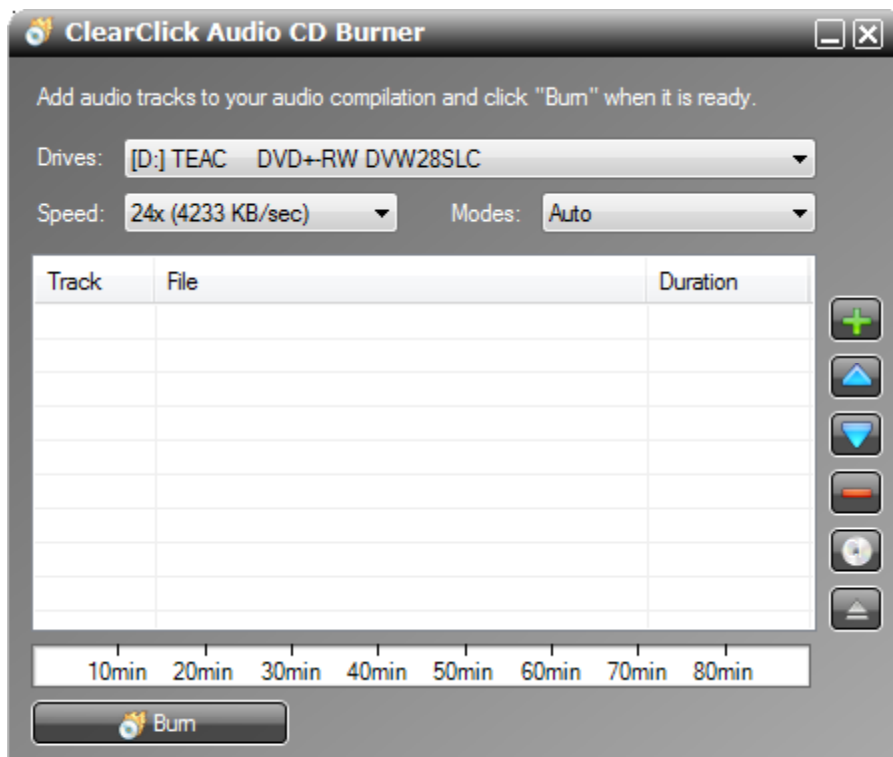 ClearClick Audio CD Burner
Add audio tracks to your audio compilation and click "Burn" when it is ready.
Drives: [D:] TEAC DVD+-RW DVW28SLC
Speed: 24x (4233 KB/sec) Modes: Auto
Track File Duration
10min 20min 30min 40min 50min 60min 70min 80min
Burn